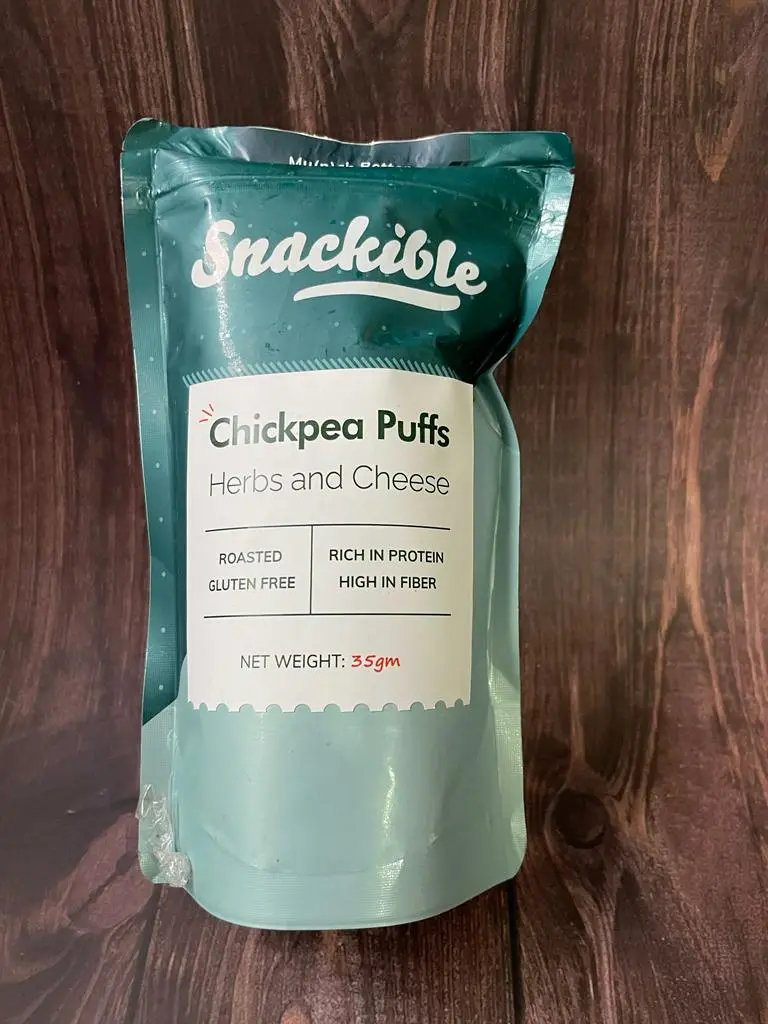 Snackible
Chickpea Puffs
Herbs and Cheese
ROASTED
GLUTEN FREE
RICH IN PROTEIN
HIGH IN FIBER
NET WEIGHT: 35gm